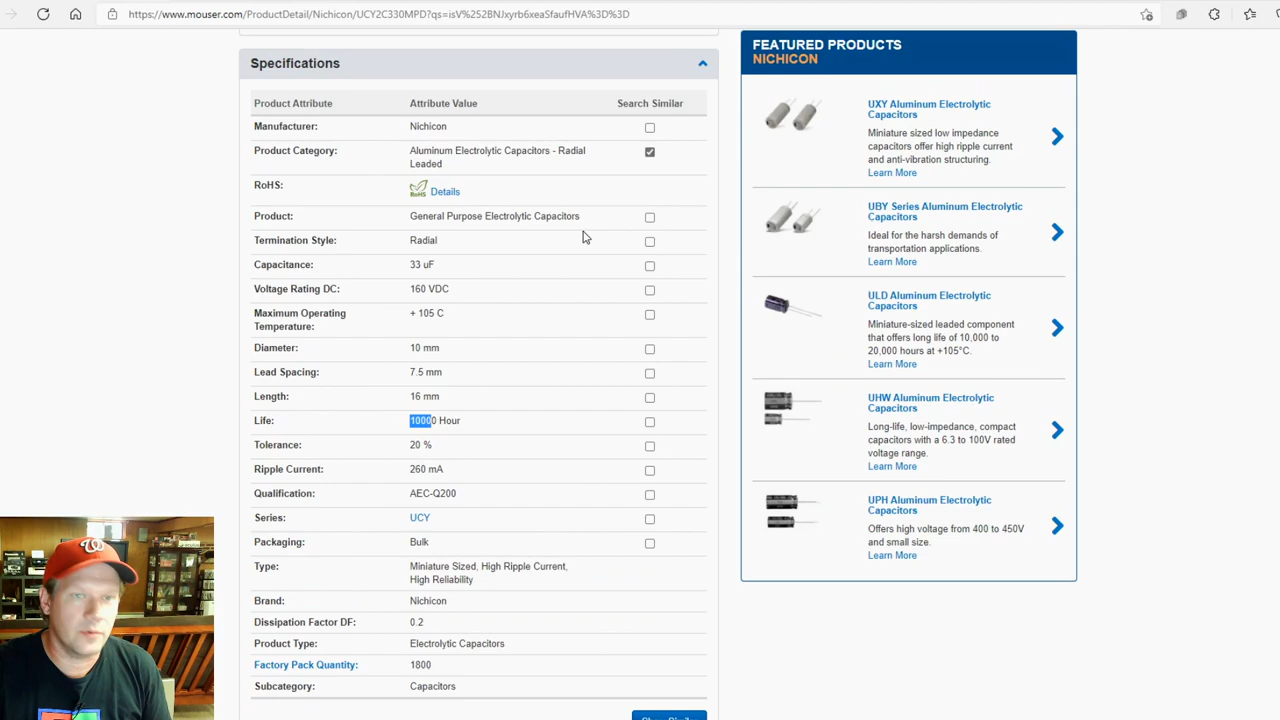 https://www.mouser.com/ProductDetail/Nichicon/UCY2C330MPD?qs=isV%252BNJxyrb6xeaSfaufHVA%3D%3D
Specifications
Product Attribute Attribute Value Search Similar
Manufacturer: Nichicon
Product Category: Aluminum Electrolytic Capacitors - Radial
Leaded
RoHS: RoHS Details
Product: General Purpose Electrolytic Capacitors
Termination Style: Radial
Capacitance: 33 uF
Voltage Rating DC: 160 VDC
Maximum Operating + 105 C
Temperature:
Diameter: 10 mm
Lead Spacing: 7.5 mm
Length: 16 mm
Life: 10000 Hour
Tolerance: 20 %
Ripple Current: 260 mA
Qualification: AEC-Q200
Series: UCY
Packaging: Bulk
Type: Miniature Sized, High Ripple Current,
High Reliability
Brand: Nichicon
Dissipation Factor DF: 0.2
Product Type: Electrolytic Capacitors
Factory Pack Quantity: 1800
Subcategory: Capacitors
FEATURED PRODUCTS
NICHICON
UXY Aluminum Electrolytic
Capacitors
Miniature sized low impedance
capacitors offer high ripple current
and anti-vibration structuring.
Learn More
UBY Series Aluminum Electrolytic
Capacitors
Ideal for the harsh demands of
transportation applications.
Learn More
ULD Aluminum Electrolytic
Capacitors
Miniature-sized leaded component
that offers long life of 10,000 to
20,000 hours at +105°C.
Learn More
UHW Aluminum Electrolytic
Capacitors
Long-life, low-impedance, compact
capacitors with a 6.3 to 100V rated
voltage range.
Learn More
UPH Aluminum Electrolytic
Capacitors
Offers high voltage from 400 to 450V
and small size.
Learn More
W